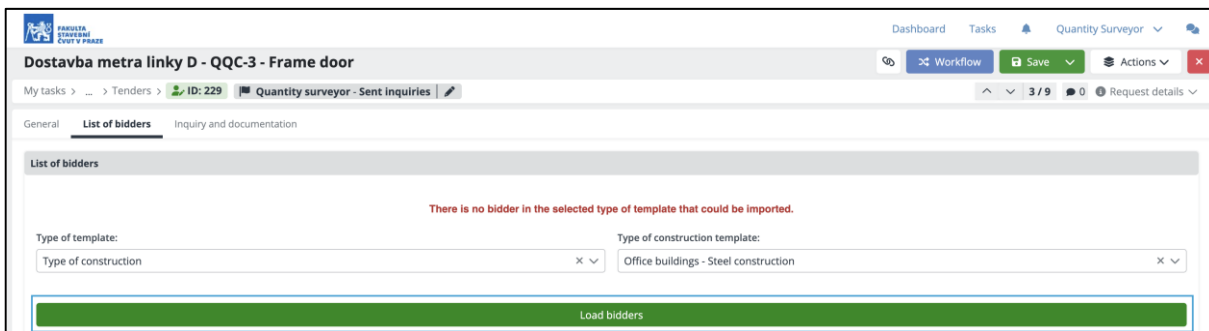 FAKULTA
STAVEBNÍ
ČVUT V PRAZE
Dashboard Tasks Quantity Surveyor
Dostavba metra linky D - QQC-3 - Frame door
Workflow Save Actions
My tasks > ... > Tenders > ID: 229 Quantity surveyor - Sent inquiries 3 / 9 0 Request details
General List of bidders Inquiry and documentation
List of bidders
There is no bidder in the selected type of template that could be imported.
Type of template: Type of construction template:
Type of construction Office buildings - Steel construction
Load bidders